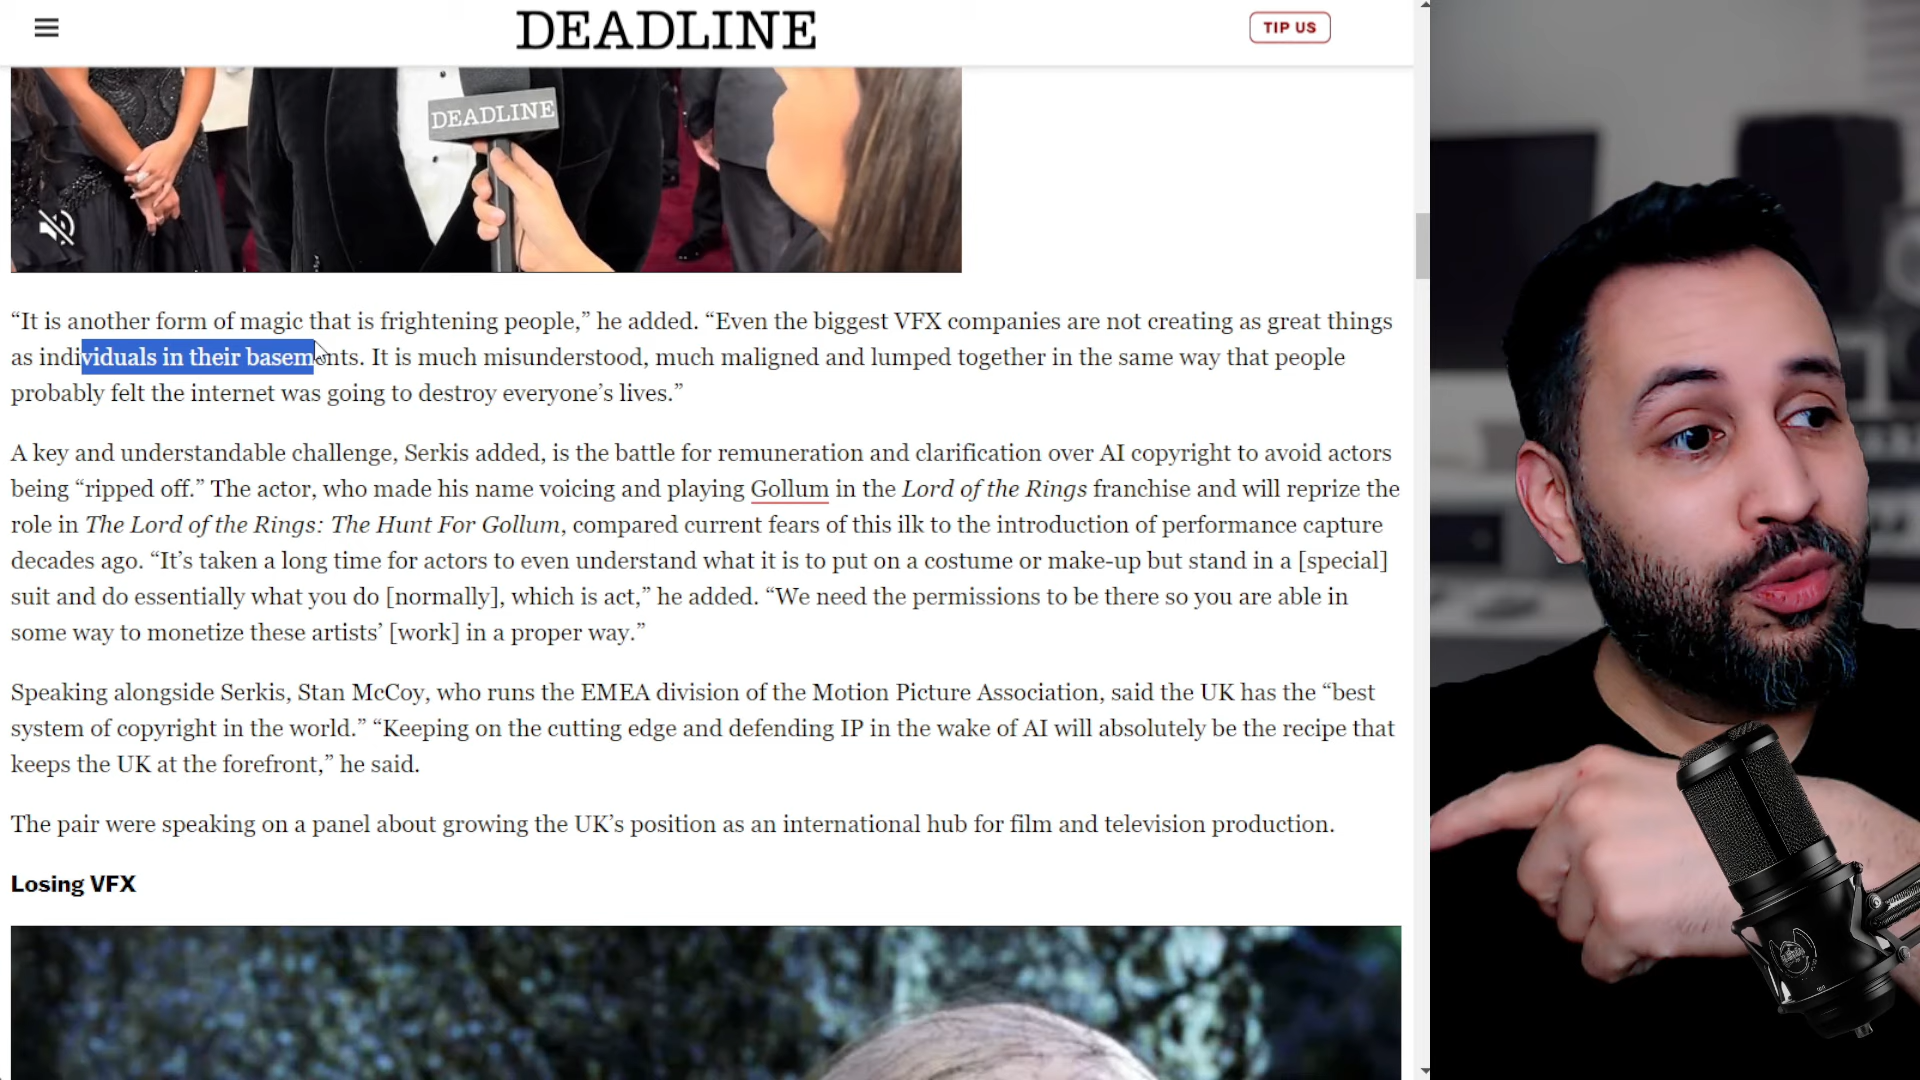 DEADLINE
TIP US
DEADLINE
“It is another form of magic that is frightening people,” he added. “Even the biggest VFX companies are not creating as great things
as individuals in their basements. It is much misunderstood, much maligned and lumped together in the same way that people
probably felt the internet was going to destroy everyone’s lives.”
A key and understandable challenge, Serkis added, is the battle for remuneration and clarification over AI copyright to avoid actors
being “ripped off.” The actor, who made his name voicing and playing Gollum in the Lord of the Rings franchise and will reprize the
role in The Lord of the Rings: The Hunt For Gollum, compared current fears of this ilk to the introduction of performance capture
decades ago. “It’s taken a long time for actors to even understand what it is to put on a costume or make-up but stand in a [special]
suit and do essentially what you do [normally], which is act,” he added. “We need the permissions to be there so you are able in
some way to monetize these artists’ [work] in a proper way.”
Speaking alongside Serkis, Stan McCoy, who runs the EMEA division of the Motion Picture Association, said the UK has the “best
system of copyright in the world.” “Keeping on the cutting edge and defending IP in the wake of AI will absolutely be the recipe that
keeps the UK at the forefront,” he said.
The pair were speaking on a panel about growing the UK’s position as an international hub for film and television production.
Losing VFX